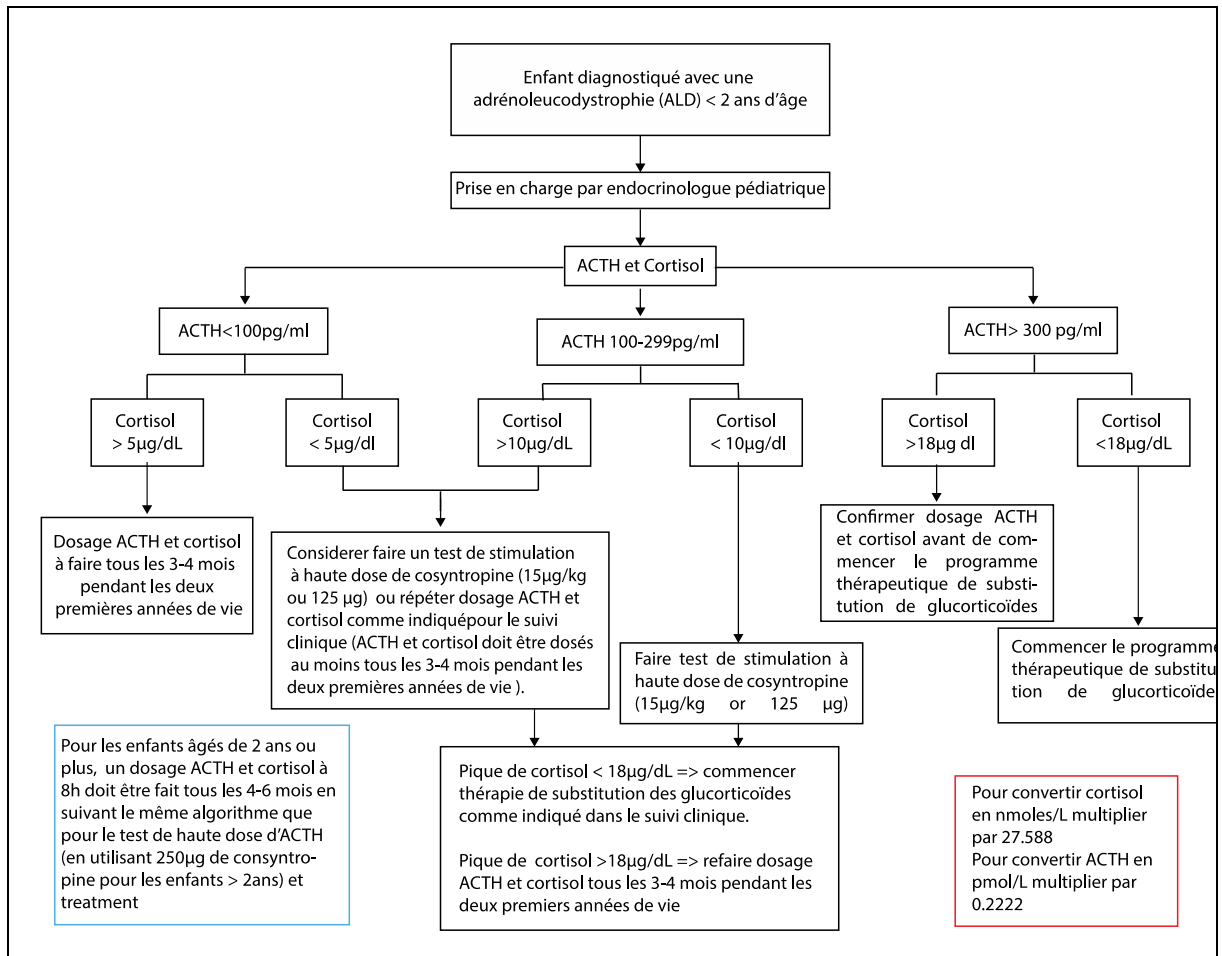 Enfant diagnostiqué avec une
adrénoleucodystrophie (ALD) < 2 ans d'âge
Prise en charge par endocrinologue pédiatrique
ACTH et Cortisol
ACTH<100pg/ml
ACTH 100-299pg/ml
ACTH> 300 pg/ml
Cortisol
> 5µg/dL
Cortisol
< 5µg/dl
Cortisol
>10µg/dL
Cortisol
< 10µg/dl
Cortisol
>18µg dl
Cortisol
<18µg/dL
Dosage ACTH et cortisol
à faire tous les 3-4 mois
pendant les deux
premières années de vie
Considerer faire un test de stimulation
à haute dose de cosyntropine (15µg/kg
ou 125 µg) ou répéter dosage ACTH et
cortisol comme indiquépour le suivi
clinique (ACTH et cortisol doit être dosés
au moins tous les 3-4 mois pendant les
deux premières années de vie ).
Faire test de stimulation à
haute dose de cosyntropine
(15µg/kg or 125 µg)
Confirmer dosage ACTH
et cortisol avant de com-
mencer le programme
thérapeutique de substi-
tution de glucorticoïdes
Commencer le programme
thérapeutique de substitu
tion de glucorticoïde
Pour les enfants âgés de 2 ans ou
plus, un dosage ACTH et cortisol à
8h doit être fait tous les 4-6 mois en
suivant le même algorithme que
pour le test de haute dose d'ACTH
(en utilisant 250µg de consyntro-
pine pour les enfants > 2ans) et
treatment
Pique de cortisol < 18µg/dL => commencer
thérapie de substitution des glucorticoïdes
comme indiqué dans le suivi clinique.
Pique de cortisol >18µg/dL => refaire dosage
ACTH et cortisol tous les 3-4 mois pendant les
deux premiers années de vie
Pour convertir cortisol
en nmoles/L multiplier
par 27.588
Pour convertir ACTH en
pmol/L multiplier par
0.2222